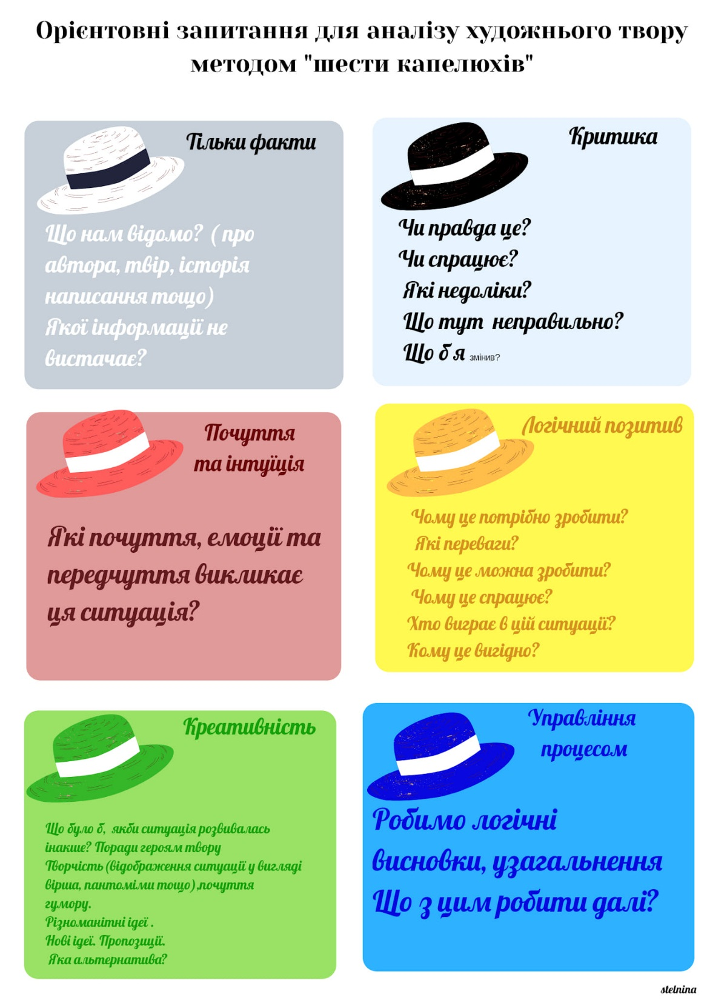 Орієнтовні запитання для аналізу художнього твору
методом "шести капелюхів"
Тільки факти
Що нам відомо? ( про
автора, твір, історія
написання тощо)
Якої інформації не
вистачає?
Критика
Чи правда це?
Чи спрацює?
Які недоліки?
Що тут неправильно?
Що б я змінив?
Почуття
та інтуїція
Які почуття, емоції та
передчуття викликає
ця ситуація?
Логічний позитив
Чому це потрібно зробити?
Які переваги?
Чому це можна зробити?
Чому це спрацює?
Хто виграє в цій ситуації?
Кому це вигідно?
Креативність
Що було б, якби ситуація розвивалась
інакше? Поради героям твору
Творчість(відображення ситуації у вигляді
вірша, пантоміми тощо),почуття
гумору.
Різноманітні ідеї .
Нові ідеї. Пропозиції.
Яка альтернатива?
Управління
процесом
Робимо логічні
висновки, узагальнення
Що з цим робити далі?
stelnina